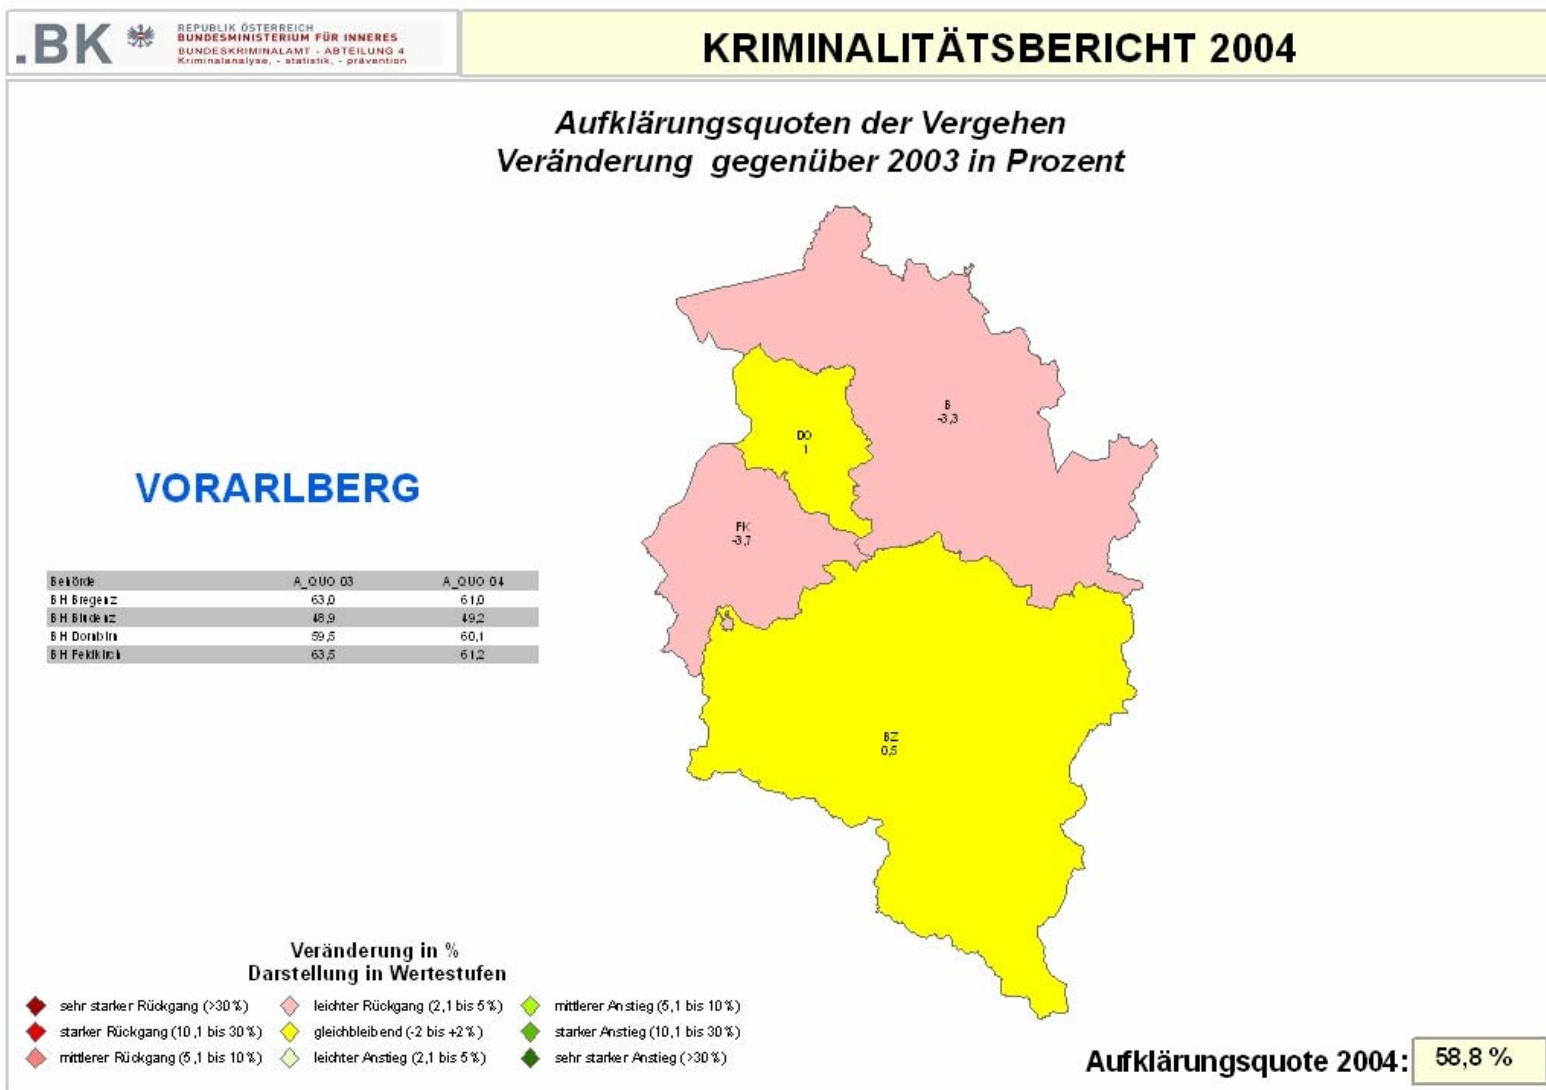 .BK
REPUBLIK ÖSTERREICH
BUNDESMINISTERIUM FÜR INNERES
BUNDESKRIMINALAMT - ABTEILUNG 4
Kriminalanalyse, - statistik, - prävention
KRIMINALITÄTSBERICHT 2004
Aufklärungsquoten der Vergehen
Veränderung gegenüber 2003 in Prozent
B
-3,3
DO
1
VORARLBERG
FK
-3,7
Behörde A_QUO 03 A_QUO 04
BH Bregenz 63,0 61,0
BH Bludenz 48,9 49,2
BH Dornbirn 59,5 60,1
BH Feldkirch 63,5 61,2
BZ
0,5
Veränderung in %
Darstellung in Wertestufen
sehr starker Rückgang (>30%) leichter Rückgang (2,1 bis 5%) mittlerer Anstieg (5,1 bis 10%)
starker Rückgang (10,1 bis 30%) gleichbleibend (-2 bis +2%) starker Anstieg (10,1 bis 30%)
mittlerer Rückgang (5,1 bis 10%) leichter Anstieg (2,1 bis 5%) sehr starker Anstieg (>30%)
Aufklärungsquote 2004: 58,8 %